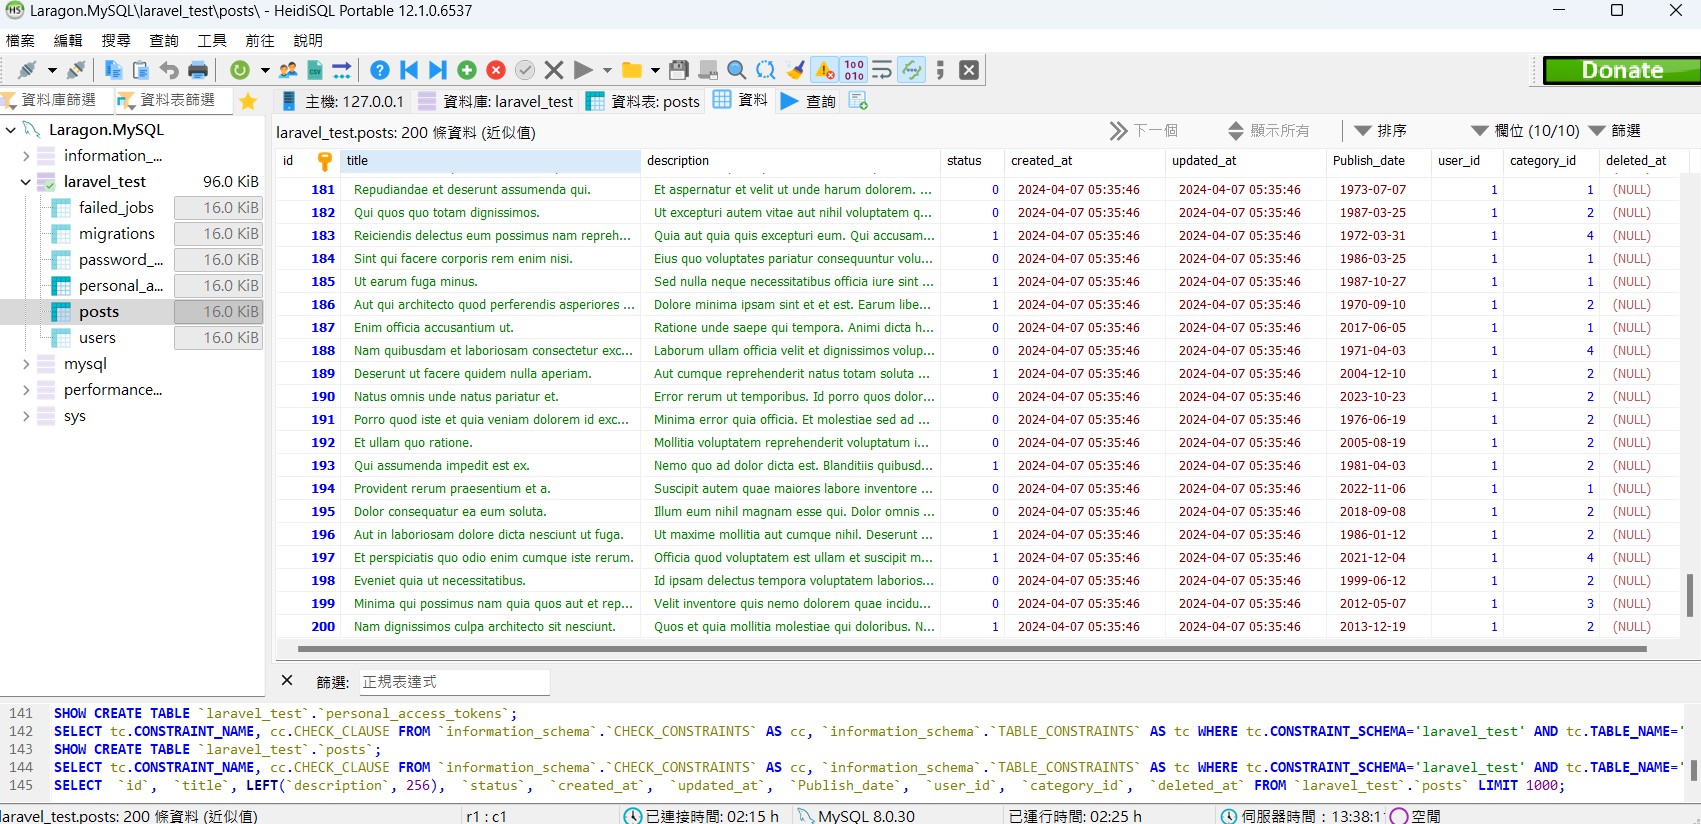 Laragon.MySQL\laravel_test\posts\ - HeidiSQL Portable 12.1.0.6537
檔案 編輯 搜尋 查詢 工具 前往 說明
Donate
資料庫篩選 資料表篩選
主機: 127.0.0.1 資料庫: laravel_test 資料表: posts 資料 查詢
Laragon.MySQL
information_...
laravel_test 96.0 KiB
failed_jobs 16.0 KiB
migrations 16.0 KiB
password_... 16.0 KiB
personal_a... 16.0 KiB
posts 16.0 KiB
users 16.0 KiB
mysql
performance...
sys
laravel_test.posts: 200 條資料 (近似值) 下一個 顯示所有 排序 欄位 (10/10) 篩選
id title description status created_at updated_at Publish_date user_id category_id deleted_at
181 Repudiandae et deserunt assumenda qui. Et aspernatur et velit ut unde harum dolorem. ... 0 2024-04-07 05:35:46 2024-04-07 05:35:46 1973-07-07 1 1 (NULL)
182 Qui quos quo totam dignissimos. Ut excepturi autem vitae aut nihil voluptatem q... 0 2024-04-07 05:35:46 2024-04-07 05:35:46 1987-03-25 1 2 (NULL)
183 Reiciendis delectus eum possimus nam repreh... Quia aut quia quis excepturi eum. Qui accusam... 1 2024-04-07 05:35:46 2024-04-07 05:35:46 1972-03-31 1 4 (NULL)
184 Sint qui facere corporis rem enim nisi. Eius quo voluptates pariatur consequuntur volu... 0 2024-04-07 05:35:46 2024-04-07 05:35:46 1986-03-25 1 1 (NULL)
185 Ut earum fuga minus. Sed nulla neque necessitatibus officia iure sint ... 1 2024-04-07 05:35:46 2024-04-07 05:35:46 1987-10-27 1 1 (NULL)
186 Aut qui architecto quod perferendis asperiores ... Dolore minima ipsam sint et et est. Earum libe... 1 2024-04-07 05:35:46 2024-04-07 05:35:46 1970-09-10 1 2 (NULL)
187 Enim officia accusantium ut. Ratione unde saepe qui tempora. Animi dicta h... 0 2024-04-07 05:35:46 2024-04-07 05:35:46 2017-06-05 1 1 (NULL)
188 Nam quibusdam et laboriosam consectetur exc... Laborum ullam officia velit et dignissimos volup... 0 2024-04-07 05:35:46 2024-04-07 05:35:46 1971-04-03 1 4 (NULL)
189 Deserunt ut facere quidem nulla aperiam. Aut cumque reprehenderit natus totam soluta ... 1 2024-04-07 05:35:46 2024-04-07 05:35:46 2004-12-10 1 2 (NULL)
190 Natus omnis unde natus pariatur et. Error rerum ut temporibus. Id porro quos dolor... 0 2024-04-07 05:35:46 2024-04-07 05:35:46 2023-10-23 1 2 (NULL)
191 Porro quod iste et quia veniam dolorem id exc... Minima error quia officia. Et molestiae sed ad ... 0 2024-04-07 05:35:46 2024-04-07 05:35:46 1976-06-19 1 2 (NULL)
192 Et ullam quo ratione. Mollitia voluptatem reprehenderit voluptatum i... 0 2024-04-07 05:35:46 2024-04-07 05:35:46 2005-08-19 1 2 (NULL)
193 Qui assumenda impedit est ex. Nemo quo ad dolor dicta est. Blanditiis quibusd... 1 2024-04-07 05:35:46 2024-04-07 05:35:46 1981-04-03 1 2 (NULL)
194 Provident rerum praesentium et a. Suscipit autem quae maiores labore inventore ... 0 2024-04-07 05:35:46 2024-04-07 05:35:46 2022-11-06 1 1 (NULL)
195 Dolor consequatur ea eum soluta. Illum eum nihil magnam esse qui. Dolor omnis ... 0 2024-04-07 05:35:46 2024-04-07 05:35:46 2018-09-08 1 2 (NULL)
196 Aut in laboriosam dolore dicta nesciunt ut fuga. Ut maxime mollitia aut cumque nihil. Deserunt ... 1 2024-04-07 05:35:46 2024-04-07 05:35:46 1986-01-12 1 2 (NULL)
197 Et perspiciatis quo odio enim cumque iste rerum. Officia quod voluptatem est ullam et suscipit m... 1 2024-04-07 05:35:46 2024-04-07 05:35:46 2021-12-04 1 4 (NULL)
198 Eveniet quia ut necessitatibus. Id ipsam delectus tempora voluptatem laborios... 0 2024-04-07 05:35:46 2024-04-07 05:35:46 1999-06-12 1 2 (NULL)
199 Minima qui possimus nam quia quos aut et rep... Velit inventore quis nemo dolorem quae incidu... 0 2024-04-07 05:35:46 2024-04-07 05:35:46 2012-05-07 1 3 (NULL)
200 Nam dignissimos culpa architecto sit nesciunt. Quos et quia mollitia molestiae qui doloribus. N... 1 2024-04-07 05:35:46 2024-04-07 05:35:46 2013-12-19 1 2 (NULL)
篩選: 正規表達式
141 SHOW CREATE TABLE `laravel_test`.`personal_access_tokens`;
142 SELECT tc.CONSTRAINT_NAME, cc.CHECK_CLAUSE FROM `information_schema`.`CHECK_CONSTRAINTS` AS cc, `information_schema`.`TABLE_CONSTRAINTS` AS tc WHERE tc.CONSTRAINT_SCHEMA='laravel_test' AND tc.TABLE_NAME='
143 SHOW CREATE TABLE `laravel_test`.`posts`;
144 SELECT tc.CONSTRAINT_NAME, cc.CHECK_CLAUSE FROM `information_schema`.`CHECK_CONSTRAINTS` AS cc, `information_schema`.`TABLE_CONSTRAINTS` AS tc WHERE tc.CONSTRAINT_SCHEMA='laravel_test' AND tc.TABLE_NAME='
145 SELECT `id`, `title`, LEFT(`description`, 256), `status`, `created_at`, `updated_at`, `Publish_date`, `user_id`, `category_id`, `deleted_at` FROM `laravel_test`.`posts` LIMIT 1000;
laravel_test.posts: 200 條資料 (近似值) r1 : c1 已連接時間: 02:15 h MySQL 8.0.30 已運行時間: 02:25 h 伺服器時間：13:38:1 空閒